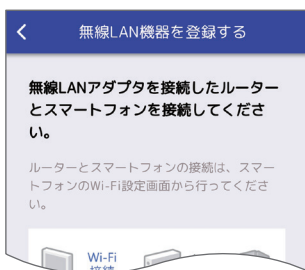 無線LAN機器を登録する
無線LANアダプタを接続したルーター
とスマートフォンを接続してくださ
い。
ルーターとスマートフォンの接続は、スマー
トフォンのWi-Fi設定画面から行ってくださ
い。
Wi-Fi
接続